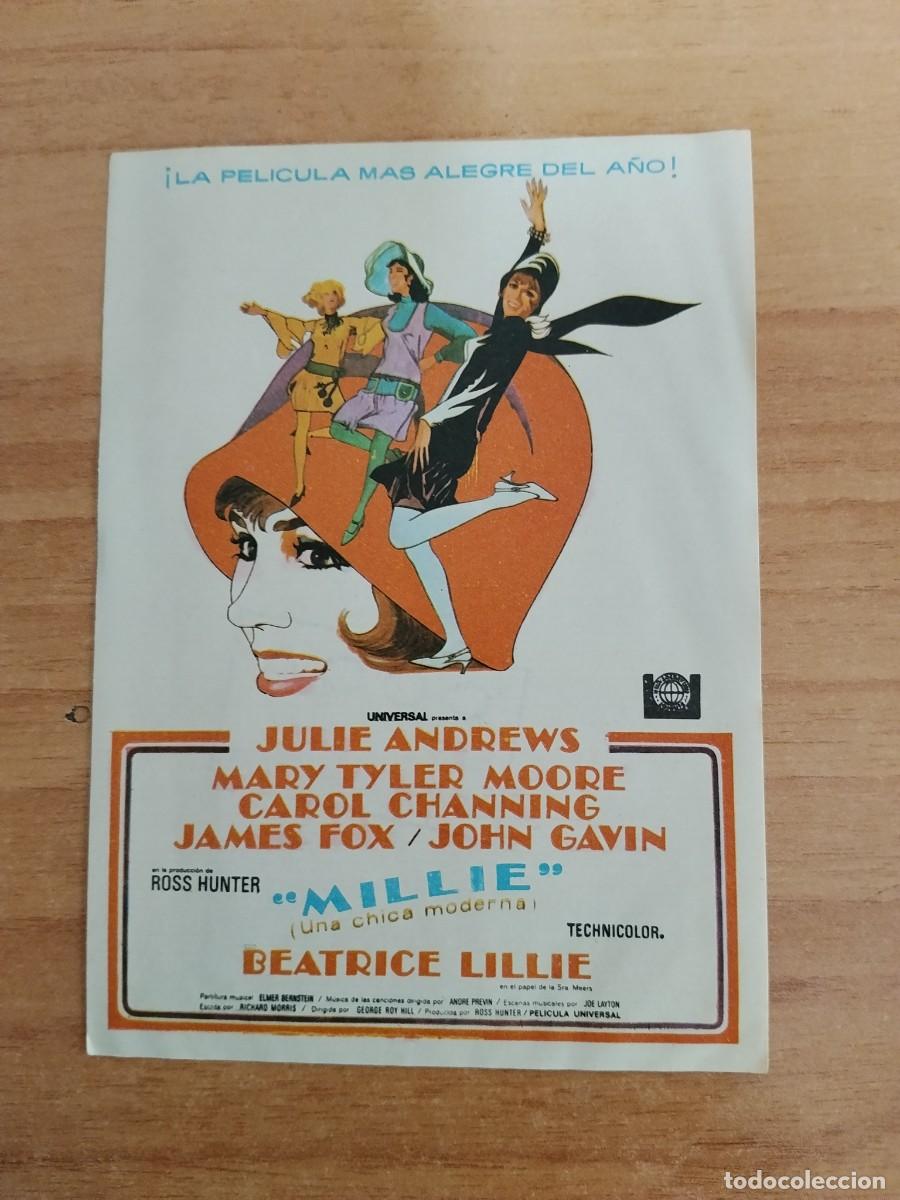 ¡LA PELICULA MAS ALEGRE DEL AÑO!
UNIVERSAL presenta a
JULIE ANDREWS
MARY TYLER MOORE
CAROL CHANNING
JAMES FOX / JOHN GAVIN
en la producción de
ROSS HUNTER
"MILLIE"
(Una chica moderna)
TECHNICOLOR.
BEATRICE LILLIE
en el papel de la Sra. Meers
Partitura musical ELMER BERNSTEIN / Musica de las canciones dirigida por ANDRE PREVIN / Escenas musicales por JOE LAYTON
Escrita por RICHARD MORRIS / Dirigida por GEORGE ROY HILL / Producida por ROSS HUNTER / PELICULA UNIVERSAL
todocoleccion